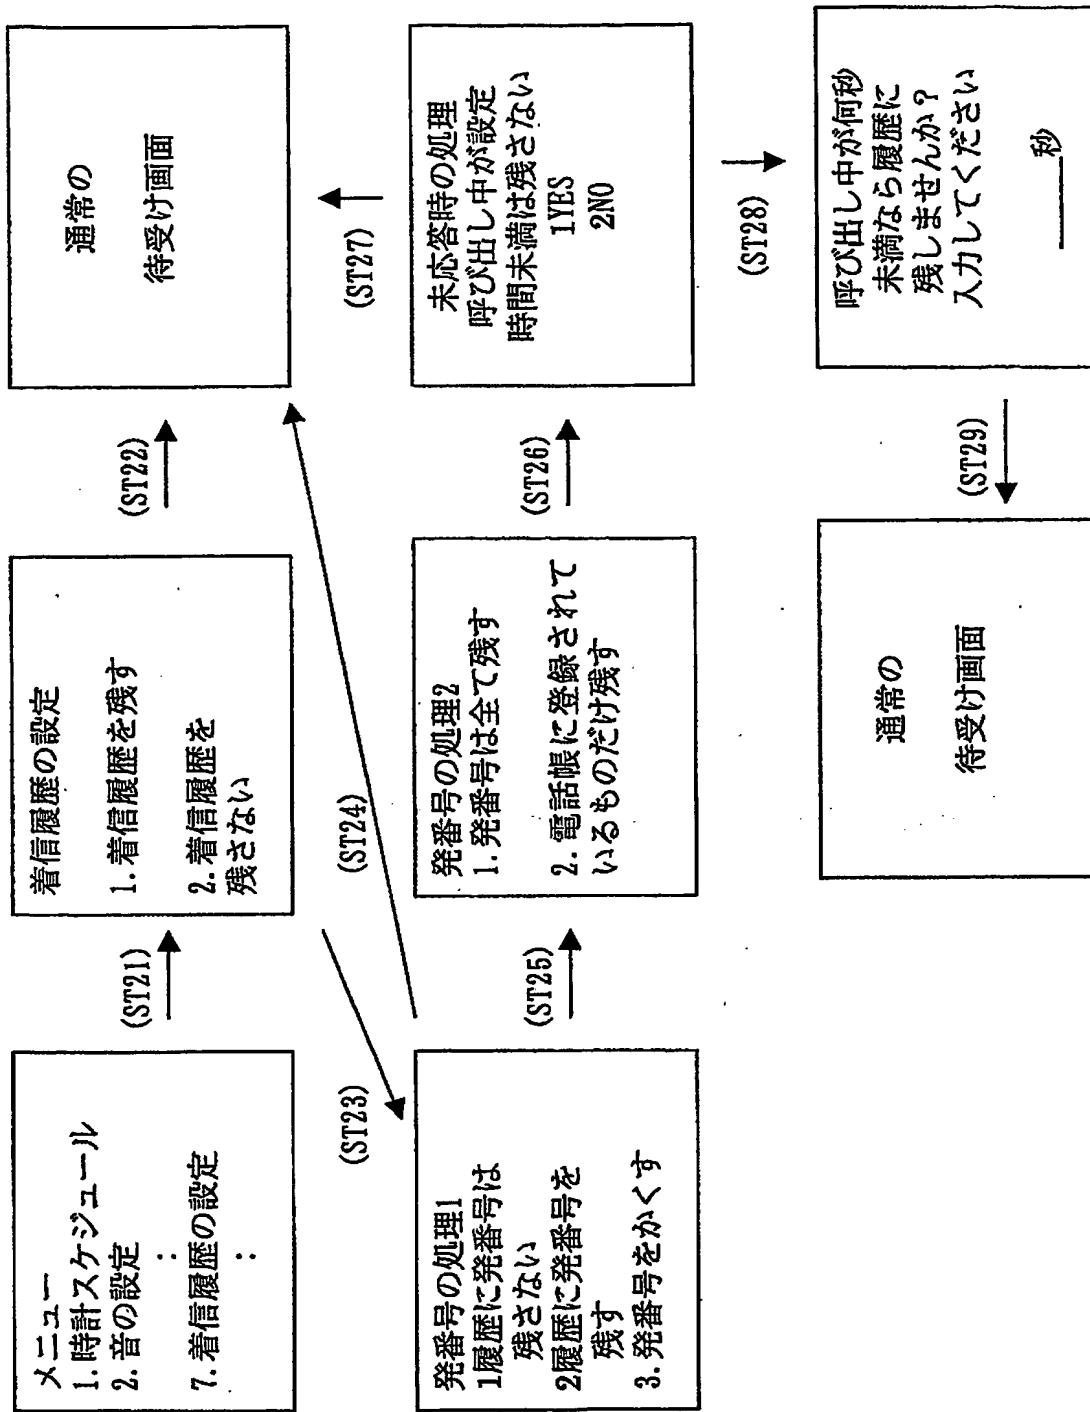 メニュー
1.時計スケジュール
2.音の設定
:
7.着信履歴の設定
:
(ST21)
着信履歴の設定
1.着信履歴を残す
2.着信履歴を
残さない
(ST22)
通常の
待受け画面
(ST23)
(ST24)
(ST27)
発番号の処理1
1履歴に発番号は
残さない
2履歴に発番号を
残す
3.発番号をかくす
(ST25)
発番号の処理2
1.発番号は全て残す
2.電話帳に登録されて
いるものだけ残す
(ST26)
未応答時の処理
呼び出し中が設定
時間未満は残さない
1YES
2NO
(ST28)
通常の
待受け画面
(ST29)
呼び出し中が何秒
未満なら履歴に
残しませんか?
入力してください
____秒